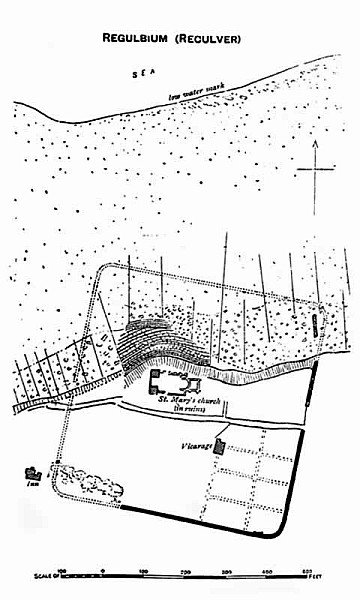 REGULBIUM (RECULVER)
SEA
low water mark
St. Mary's church
(in ruins)
Vicarage
Inn
100 0 100 200 300 400 500
SCALE OF FEET